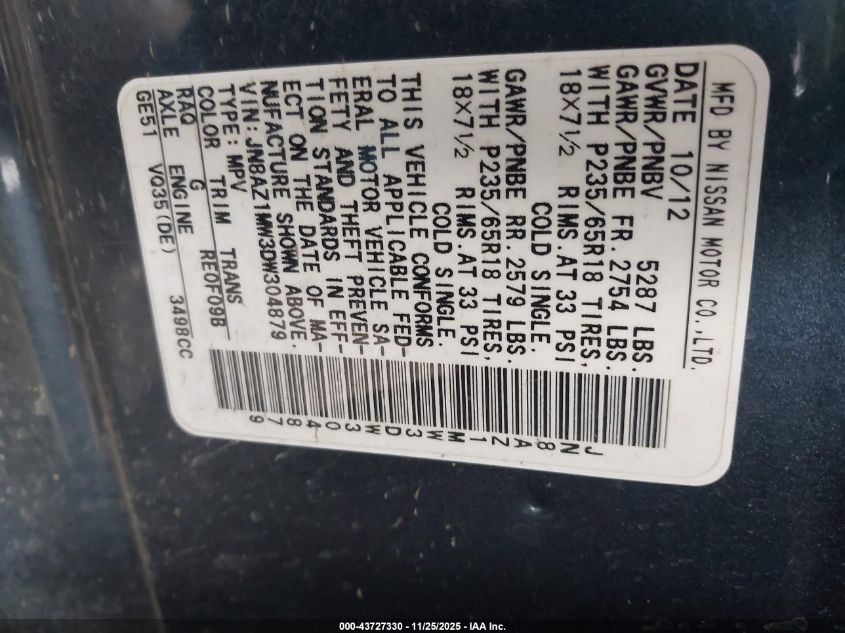 MFD BY NISSAN MOTOR CO.,LTD.
DATE 10/12
GVWR/PNBV 5287 LBS.
GAWR/PNBE FR. 2754 LBS.
WITH P235/65R18 TIRES,
18X7½ RIMS.AT 33 PSI
COLD SINGLE.
GAWR/PNBE RR. 2579 LBS.
WITH P235/65R18 TIRES,
18X7½ RIMS.AT 33 PSI
COLD SINGLE.
THIS VEHICLE CONFORMS
TO ALL APPLICABLE FED-
ERAL MOTOR VEHICLE SA-
FETY AND THEFT PREVEN-
TION STANDARDS IN EFF-
ECT ON THE DATE OF MA-
NUFACTURE SHOWN ABOVE
VIN:JN8AZ1MW3DW304879
TYPE:MPV
COLOR TRIM TRANS
RAQ G RE0F09B
AXLE ENGINE
GE51 VQ35(DE) 3498CC
JN8AZ1MW3DW304879
000-43727330 - 11/25/2025 - IAA Inc.